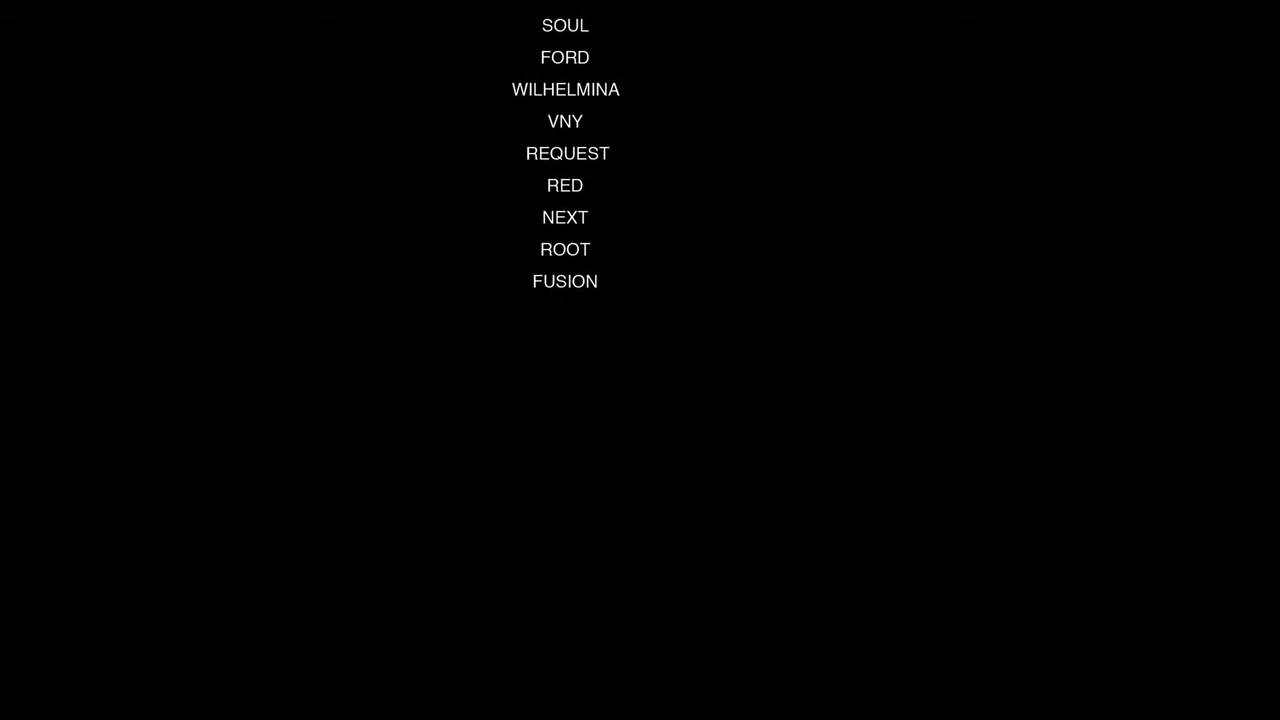 SOUL
FORD
WILHELMINA
VNY
REQUEST
RED
NEXT
ROOT
FUSION